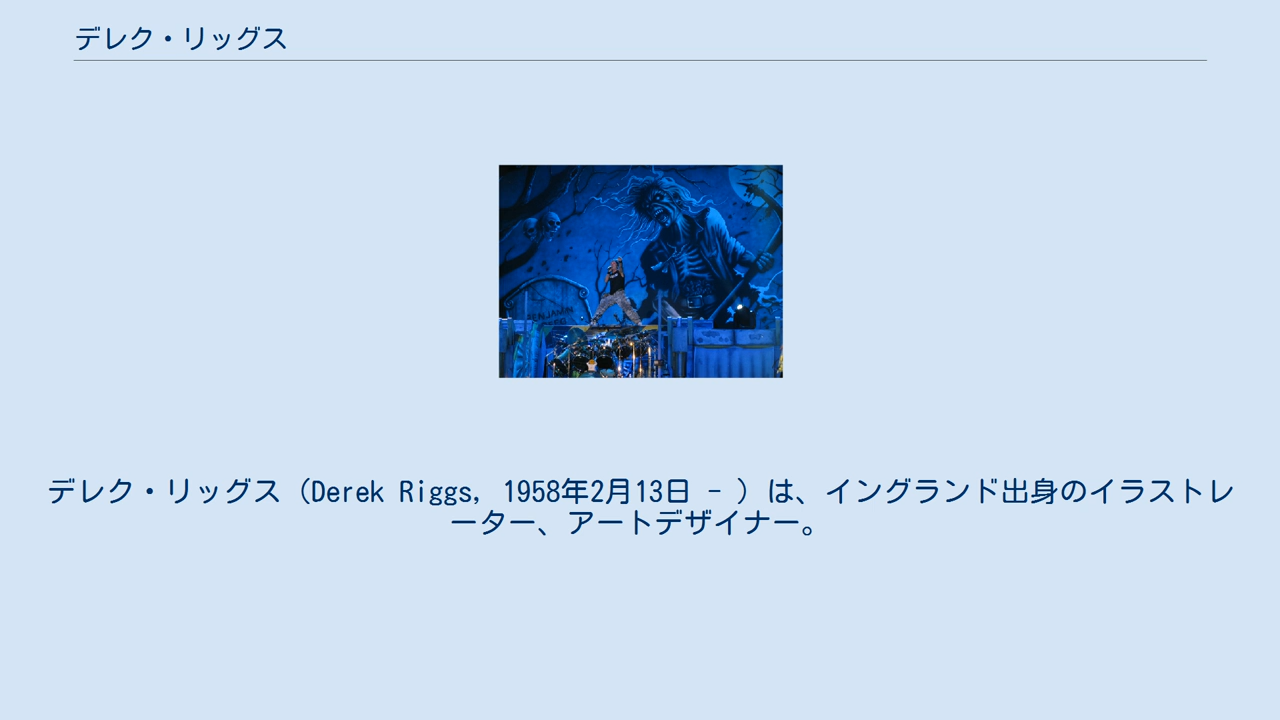 デレク・リッグス
BENJAMIN
デレク・リッグス（Derek Riggs, 1958年2月13日 - ）は、イングランド出身のイラストレ
ーター、アートデザイナー。